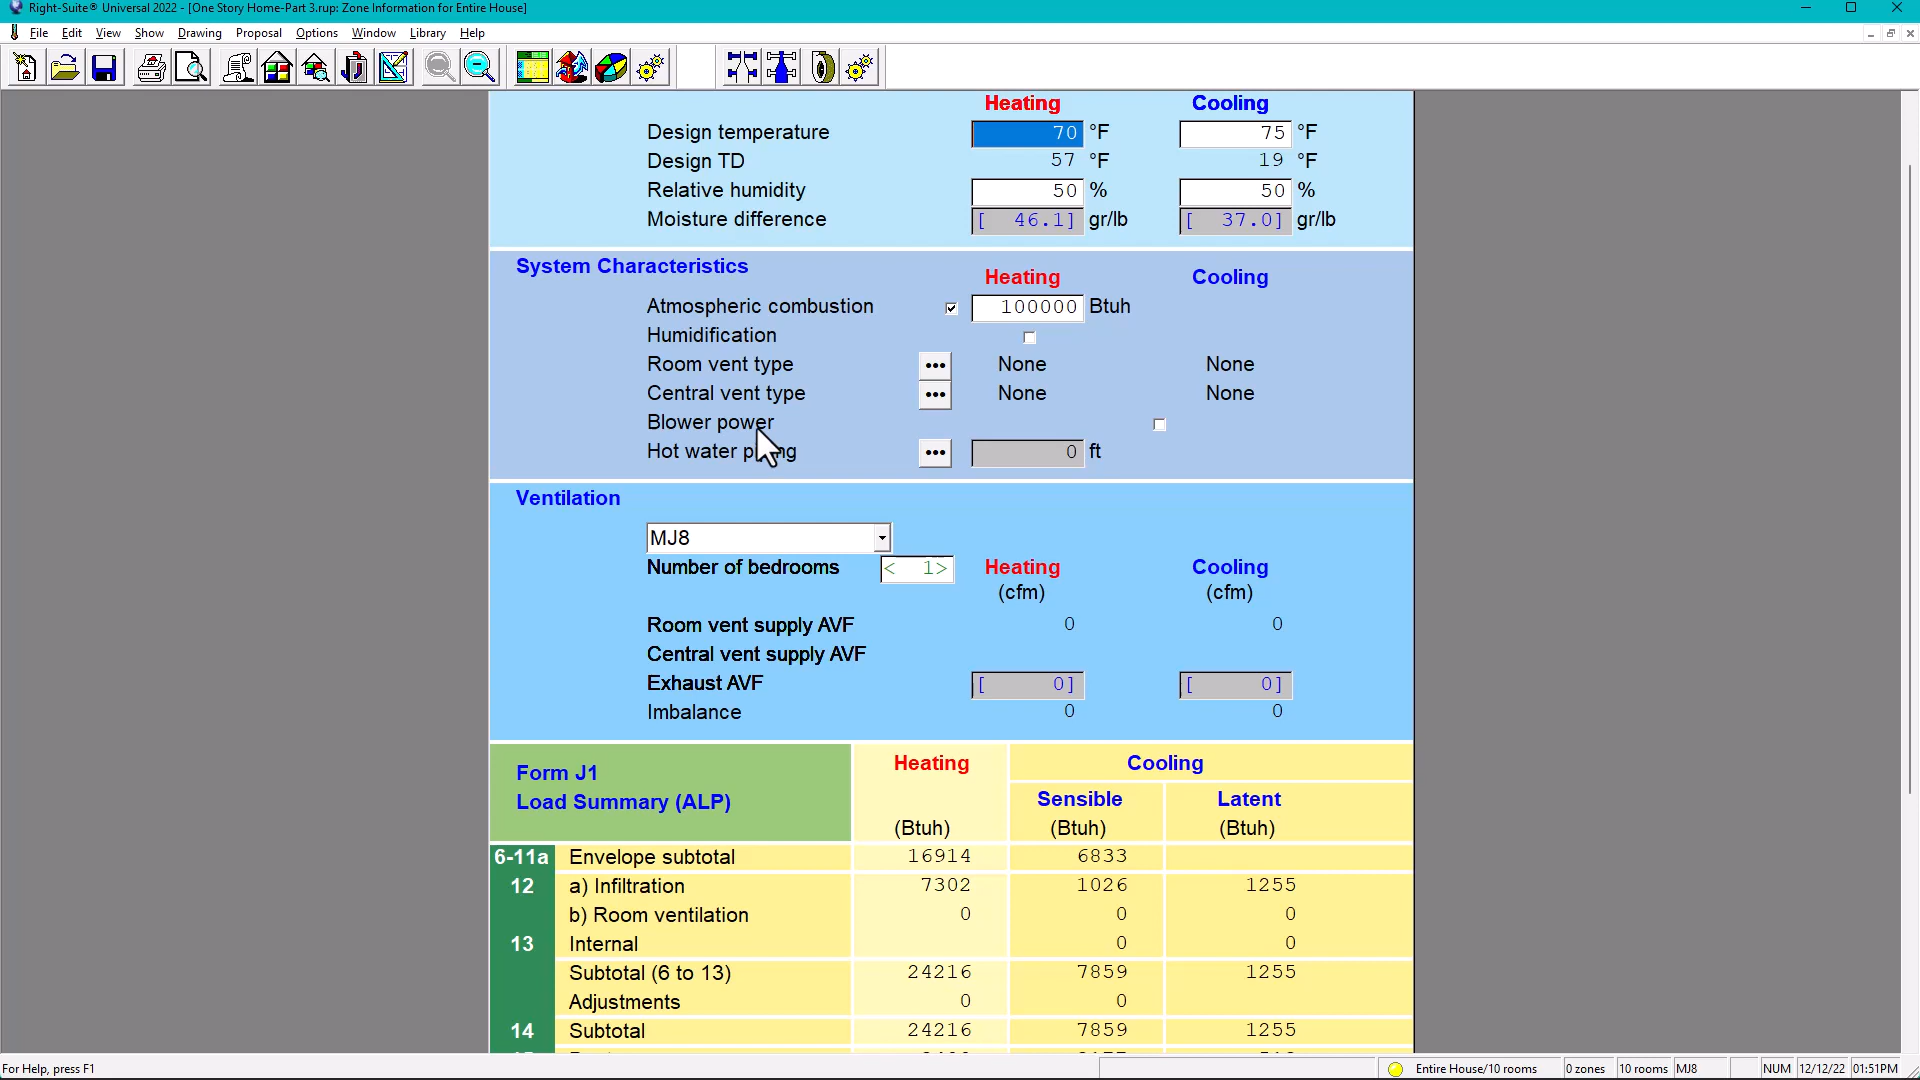 Right-Suite® Universal 2022 - [One Story Home-Part 3.rup: Zone Information for Entire House]
File Edit View Show Drawing Proposal Options Window Library Help
Heating Cooling
Design temperature 70 °F 75 °F
Design TD 57 °F 19 °F
Relative humidity 50 % 50 %
Moisture difference [ 46.1] gr/lb [ 37.0] gr/lb
System Characteristics
Heating Cooling
Atmospheric combustion 100000 Btuh
Humidification
Room vent type ••• None None
Central vent type ••• None None
Blower power
Hot water ••• 0 ft
Ventilation
MJ8
Number of bedrooms < 1> Heating Cooling
(cfm) (cfm)
Room vent supply AVF 0 0
Central vent supply AVF
Exhaust AVF [ 0] [ 0]
Imbalance 0 0
Form J1
Load Summary (ALP)
Heating Cooling
Sensible Latent
(Btuh) (Btuh) (Btuh)
6-11a Envelope subtotal 16914 6833
12 a) Infiltration 7302 1026 1255
b) Room ventilation 0 0 0
13 Internal 0 0
Subtotal (6 to 13) 24216 7859 1255
Adjustments 0 0
14 Subtotal 24216 7859 1255
For Help, press F1 Entire House/10 rooms 0 zones 10 rooms MJ8 NUM 12/12/22 01:51PM